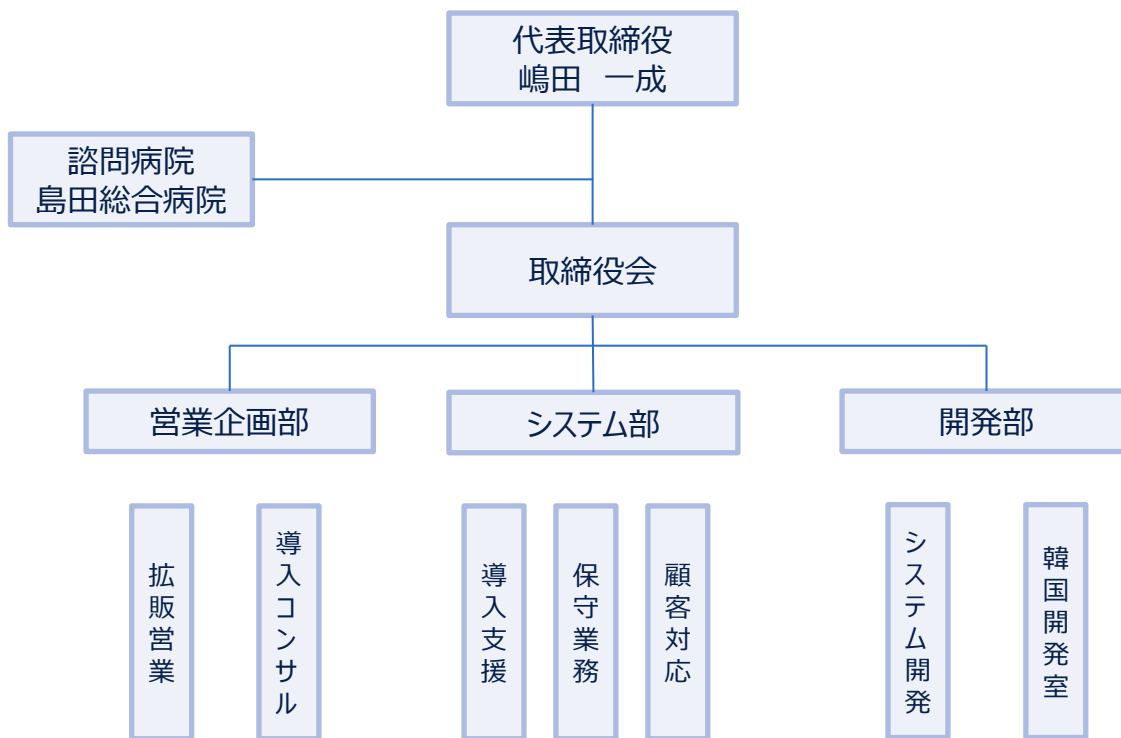 代表取締役
嶋田　一成
諮問病院
島田総合病院
取締役会
営業企画部
システム部
開発部
拡販営業
導入コンサル
導入支援
保守業務
顧客対応
システム開発
韓国開発室